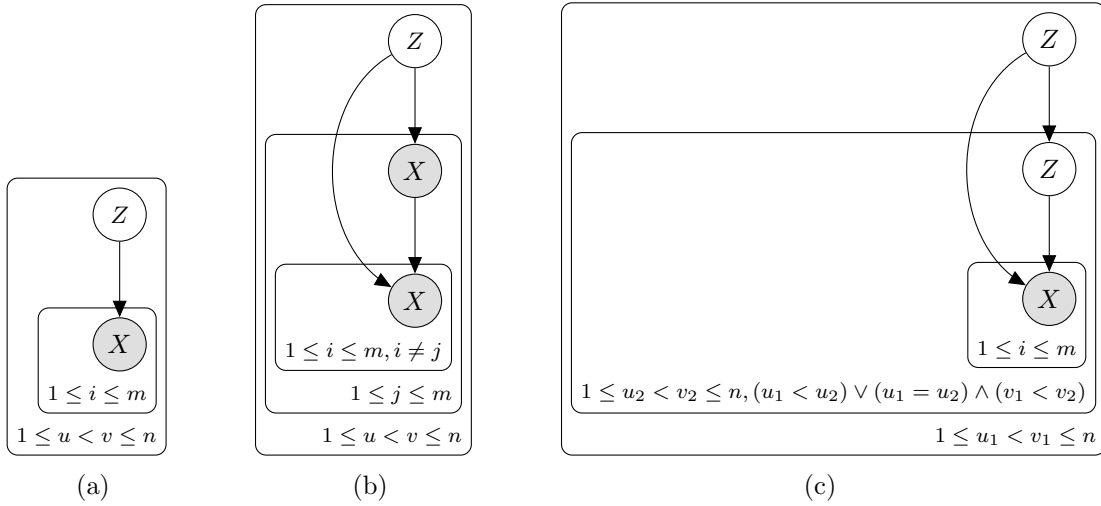 Z
X
1 ≤ i ≤ m
1 ≤ u < v ≤ n
(a)
Z
X
X
1 ≤ i ≤ m, i ≠ j
1 ≤ j ≤ m
1 ≤ u < v ≤ n
(b)
Z
Z
X
1 ≤ i ≤ m
1 ≤ u₂ < v₂ ≤ n, (u₁ < u₂) ∨ (u₁ = u₂) ∧ (v₁ < v₂)
1 ≤ u₁ < v₁ ≤ n
(c)